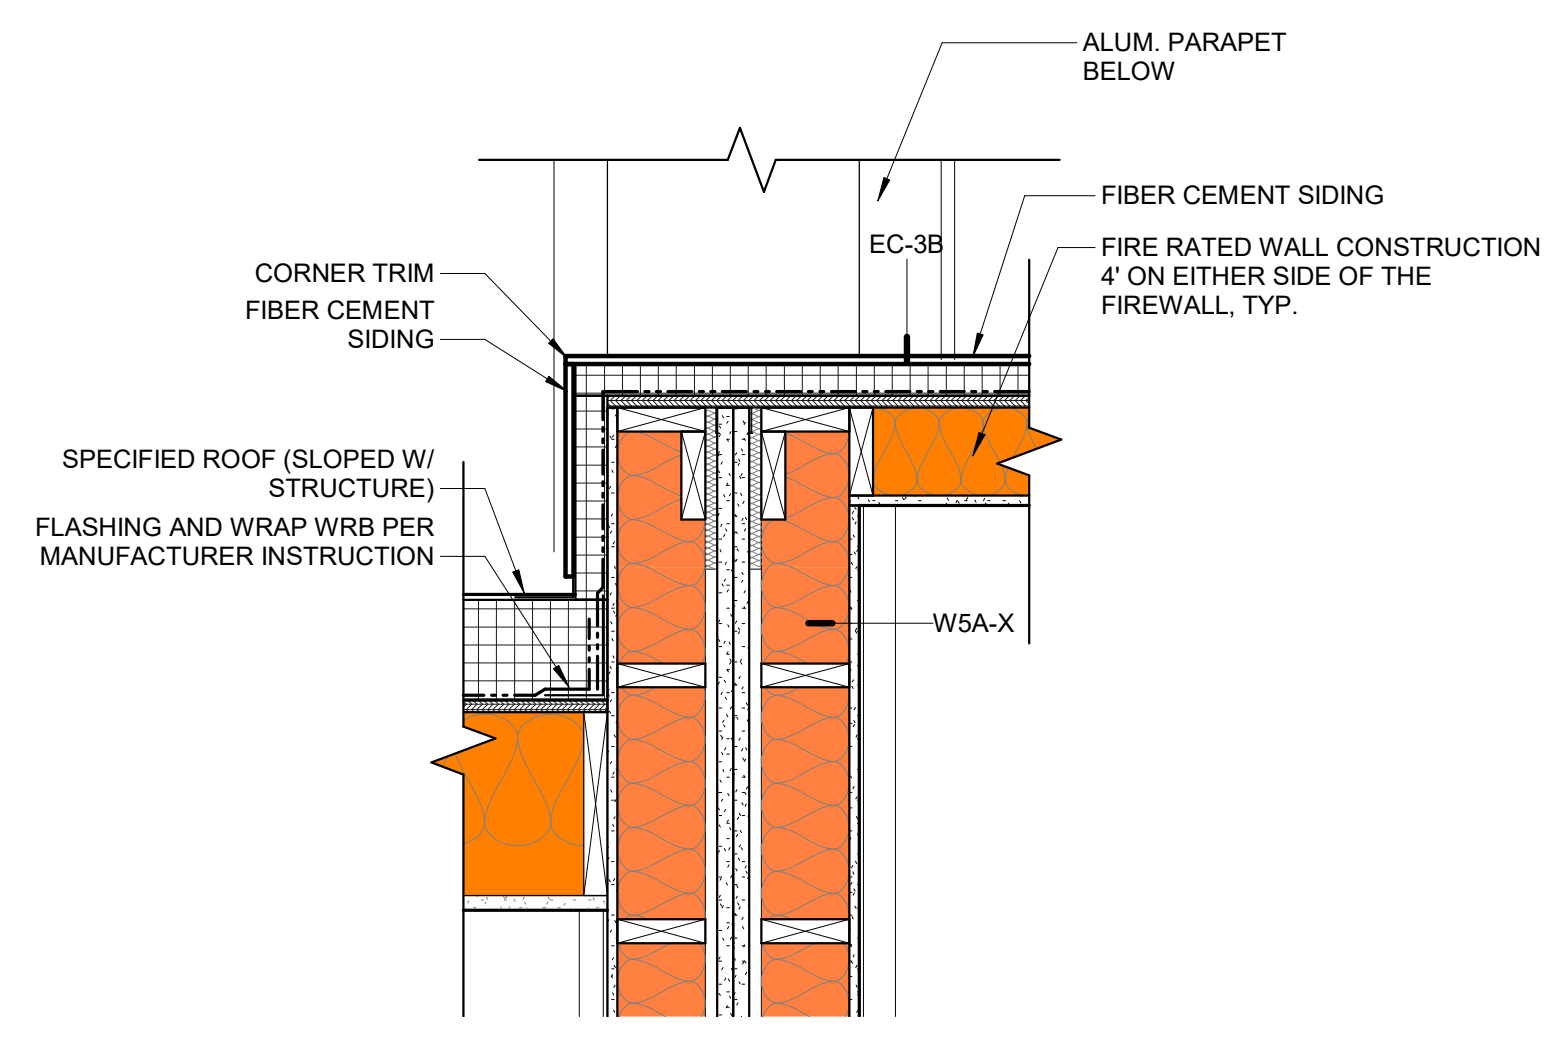 ALUM. PARAPET
BELOW
FIBER CEMENT SIDING
EC-3B
FIRE RATED WALL CONSTRUCTION
4' ON EITHER SIDE OF THE
FIREWALL, TYP.
CORNER TRIM
FIBER CEMENT
SIDING
SPECIFIED ROOF (SLOPED W/
STRUCTURE)
FLASHING AND WRAP WRB PER
MANUFACTURER INSTRUCTION
W5A-X